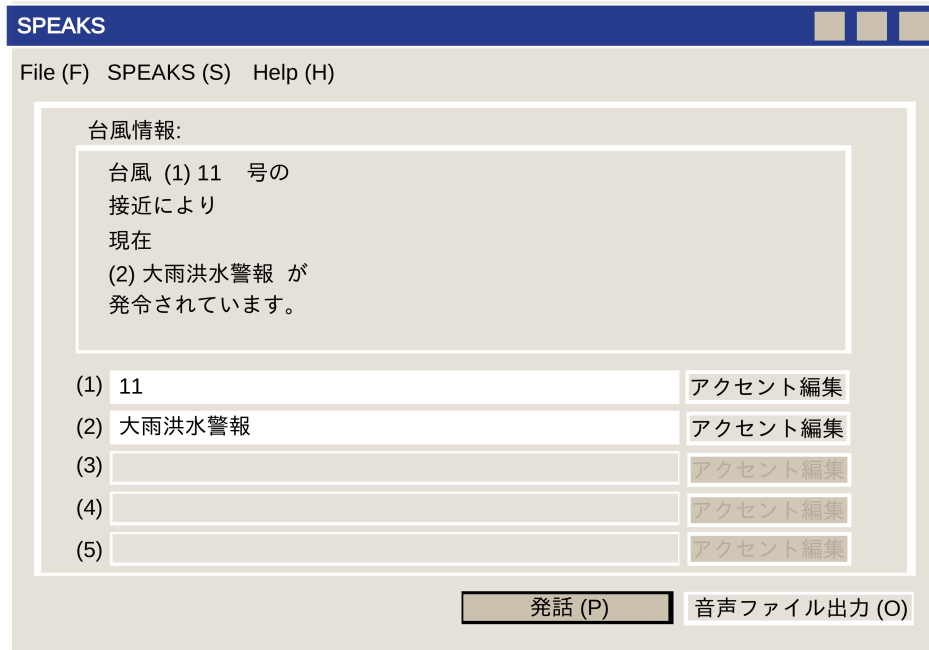 SPEAKS
File (F) SPEAKS (S) Help (H)
台風情報:
台風 (1) 11 号の
接近により
現在
(2) 大雨洪水警報 が
発令されています。
(1) 11 アクセント編集
(2) 大雨洪水警報 アクセント編集
(3) アクセント編集
(4) アクセント編集
(5) アクセント編集
発話 (P) 音声ファイル出力 (O)